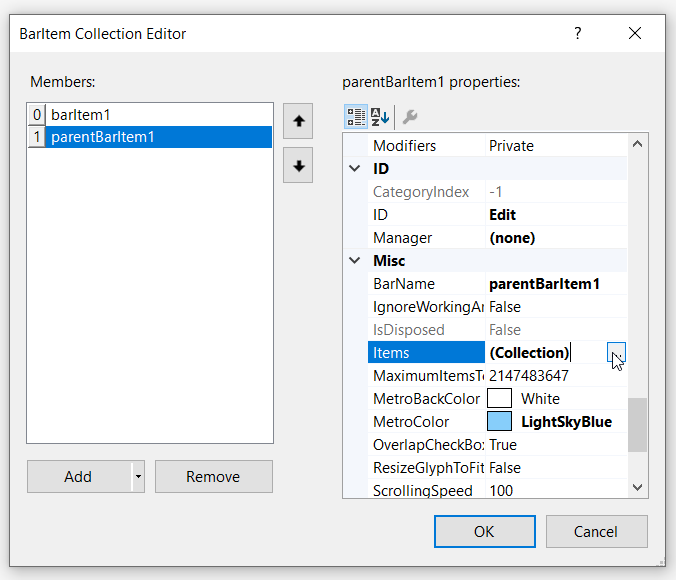 BarItem Collection Editor ?
Members:
0 barItem1
1 parentBarItem1
Add
Remove
parentBarItem1 properties:
Modifiers Private
ID
CategoryIndex -1
ID Edit
Manager (none)
Misc
BarName parentBarItem1
IgnoreWorkingAr False
IsDisposed False
Items (Collection) ...
MaximumItemsTo 2147483647
MetroBackColor White
MetroColor LightSkyBlue
OverlapCheckBox True
ResizeGlyphToFit False
ScrollingSpeed 100
OK
Cancel